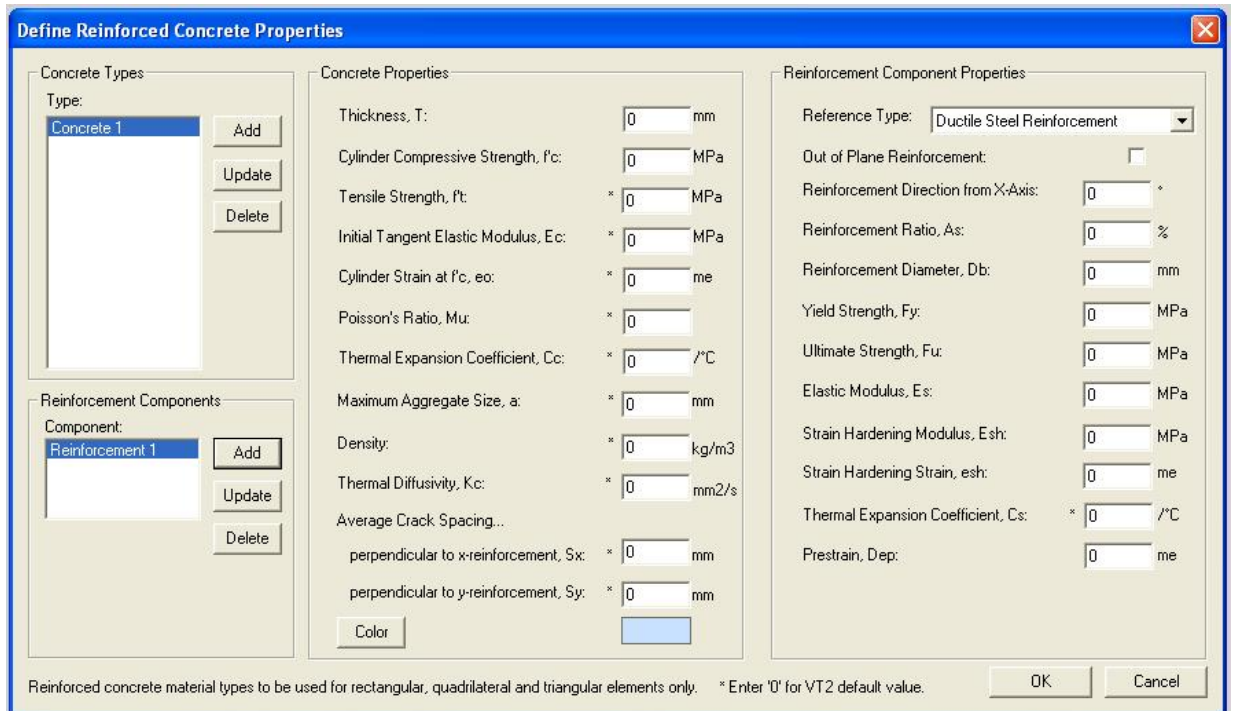 Define Reinforced Concrete Properties
Concrete Types
Type:
Concrete 1
Add
Update
Delete
Reinforcement Components
Component:
Reinforcement 1
Add
Update
Delete
Concrete Properties
Thickness, T: 0 mm
Cylinder Compressive Strength, f'c: 0 MPa
Tensile Strength, f't: * 0 MPa
Initial Tangent Elastic Modulus, Ec: * 0 MPa
Cylinder Strain at f'c, eo: * 0 me
Poisson's Ratio, Mu: * 0
Thermal Expansion Coefficient, Cc: * 0 /°C
Maximum Aggregate Size, a: * 0 mm
Density: * 0 kg/m3
Thermal Diffusivity, Kc: * 0 mm2/s
Average Crack Spacing...
perpendicular to x-reinforcement, Sx: * 0 mm
perpendicular to y-reinforcement, Sy: * 0 mm
Color
Reinforcement Component Properties
Reference Type: Ductile Steel Reinforcement
Out of Plane Reinforcement:
Reinforcement Direction from X-Axis: 0 °
Reinforcement Ratio, As: 0 %
Reinforcement Diameter, Db: 0 mm
Yield Strength, Fy: 0 MPa
Ultimate Strength, Fu: 0 MPa
Elastic Modulus, Es: 0 MPa
Strain Hardening Modulus, Esh: 0 MPa
Strain Hardening Strain, esh: 0 me
Thermal Expansion Coefficient, Cs: * 0 /°C
Prestrain, Dep: 0 me
Reinforced concrete material types to be used for rectangular, quadrilateral and triangular elements only. * Enter '0' for VT2 default value.
OK
Cancel